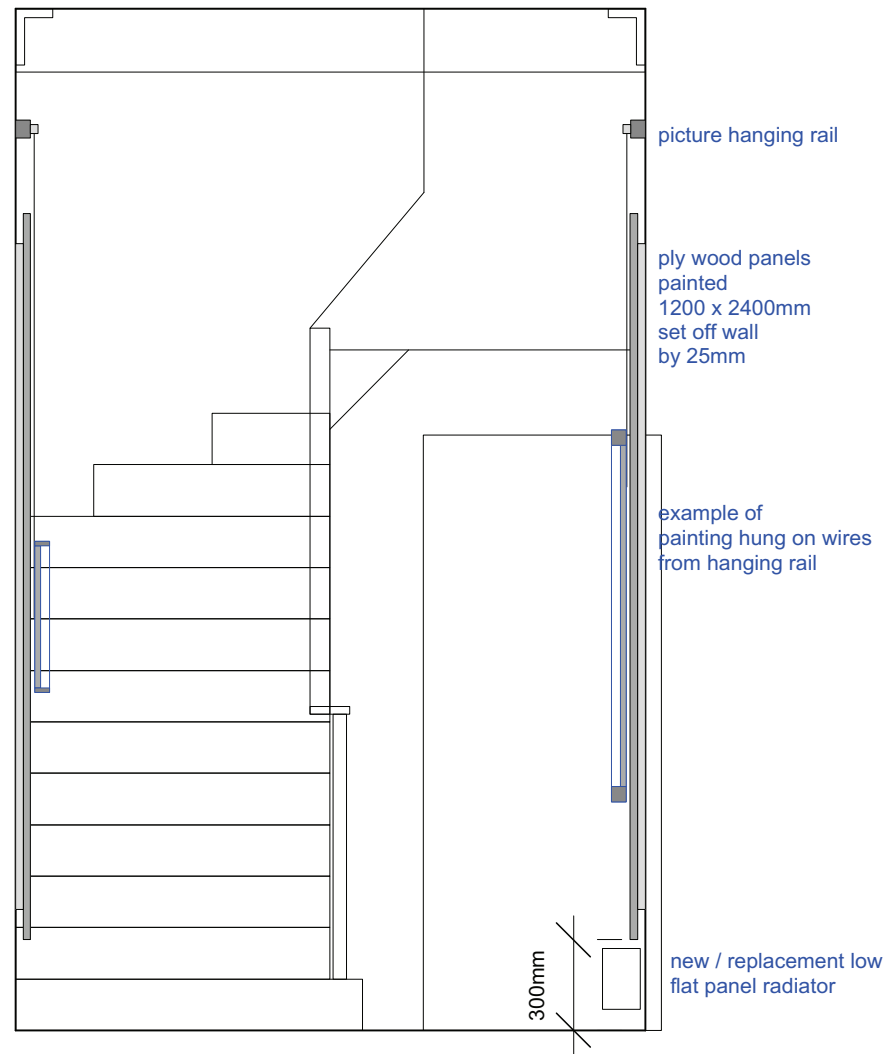 picture hanging rail
ply wood panels
painted
1200 x 2400mm
set off wall
by 25mm
example of
painting hung on wires
from hanging rail
new / replacement low
flat panel radiator
300mm